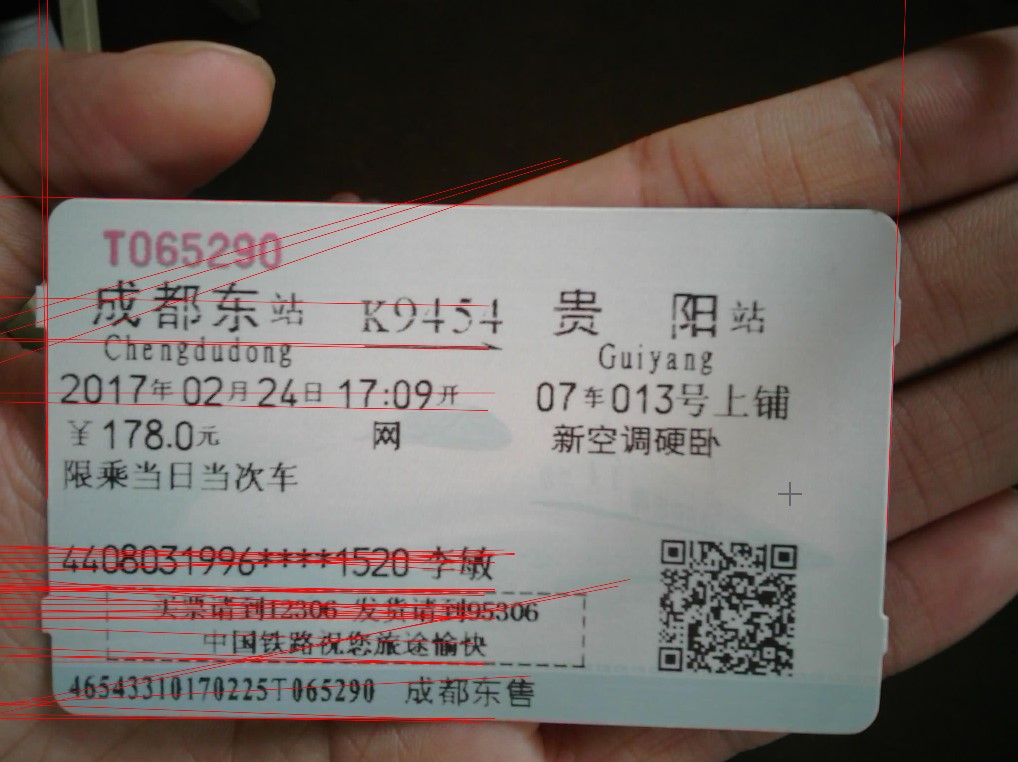 T065290
成都东站 K9454 贵阳站
Chengdudong Guiyang
2017年02月24日 17:09开 07车013号上铺
￥178.0元 网 新空调硬卧
限乘当日当次车
4408031996****1520 李敏
买票请到12306 发货请到95306
中国铁路祝您旅途愉快
46543310170225T065290 成都东售